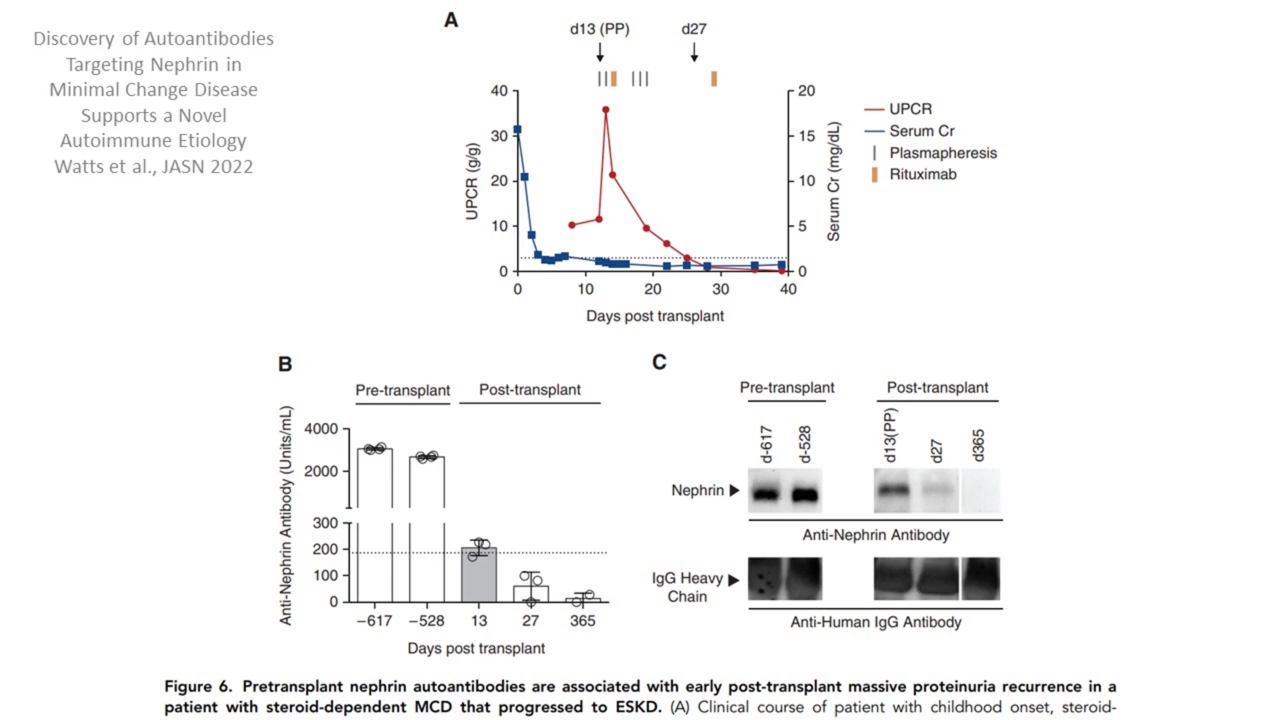 Discovery of Autoantibodies
Targeting Nephrin in
Minimal Change Disease
Supports a Novel
Autoimmune Etiology
Watts et al., JASN 2022
A
d13 (PP)
d27
40
30
20
10
0
UPCR (g/g)
20
15
10
5
0
Serum Cr (mg/dL)
0
10
20
30
40
Days post transplant
UPCR
Serum Cr
Plasmapheresis
Rituximab
B
Pre-transplant
Post-transplant
Anti-Nephrin Antibody (Units/mL)
4000
2000
300
200
100
0
−617
−528
13
27
365
Days post transplant
C
Pre-transplant
Post-transplant
d-617
d-528
d13(PP)
d27
d365
Nephrin
Anti-Nephrin Antibody
IgG Heavy
Chain
Anti-Human IgG Antibody
Figure 6. Pretransplant nephrin autoantibodies are associated with early post-transplant massive proteinuria recurrence in a
patient with steroid-dependent MCD that progressed to ESKD. (A) Clinical course of patient with childhood onset, steroid-